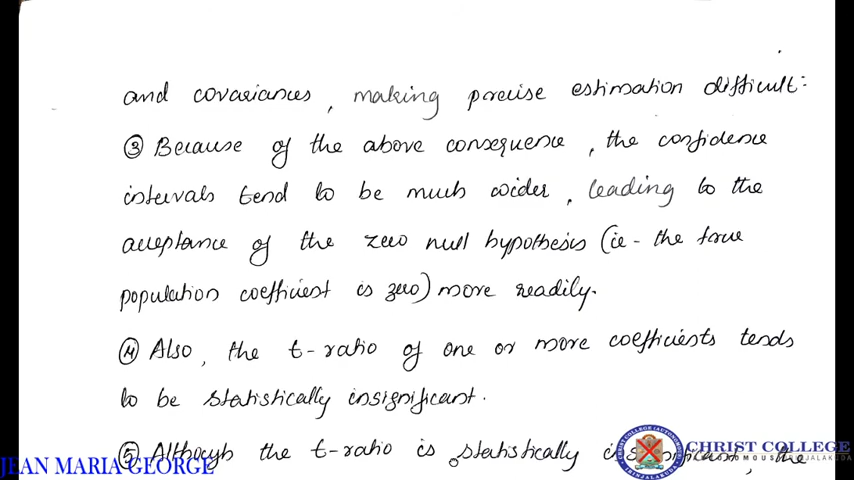 and covariances, making precise estimation difficult:
③ Because of the above consequence, the confidence
intervals tend to be much wider, leading to the
acceptance of the zero null hypothesis (ie - the true
population coefficient is zero) more readily.
④ Also, the t-ratio of one or more coefficients tends
to be statistically insignificant.
⑤ Although the t-ratio is statistically insignificant, the
JEAN MARIA GEORGE
CHRIST COLLEGE